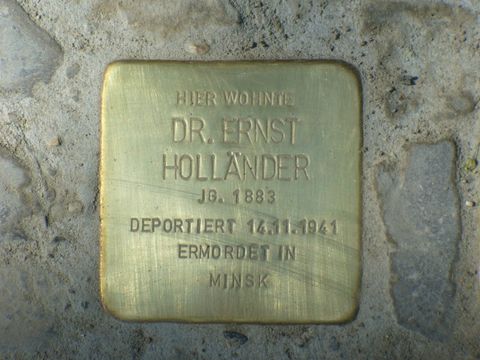 HIER WOHNTE
DR. ERNST
HOLLÄNDER
JG. 1883
DEPORTIERT 14.11.1941
ERMORDET IN
MINSK